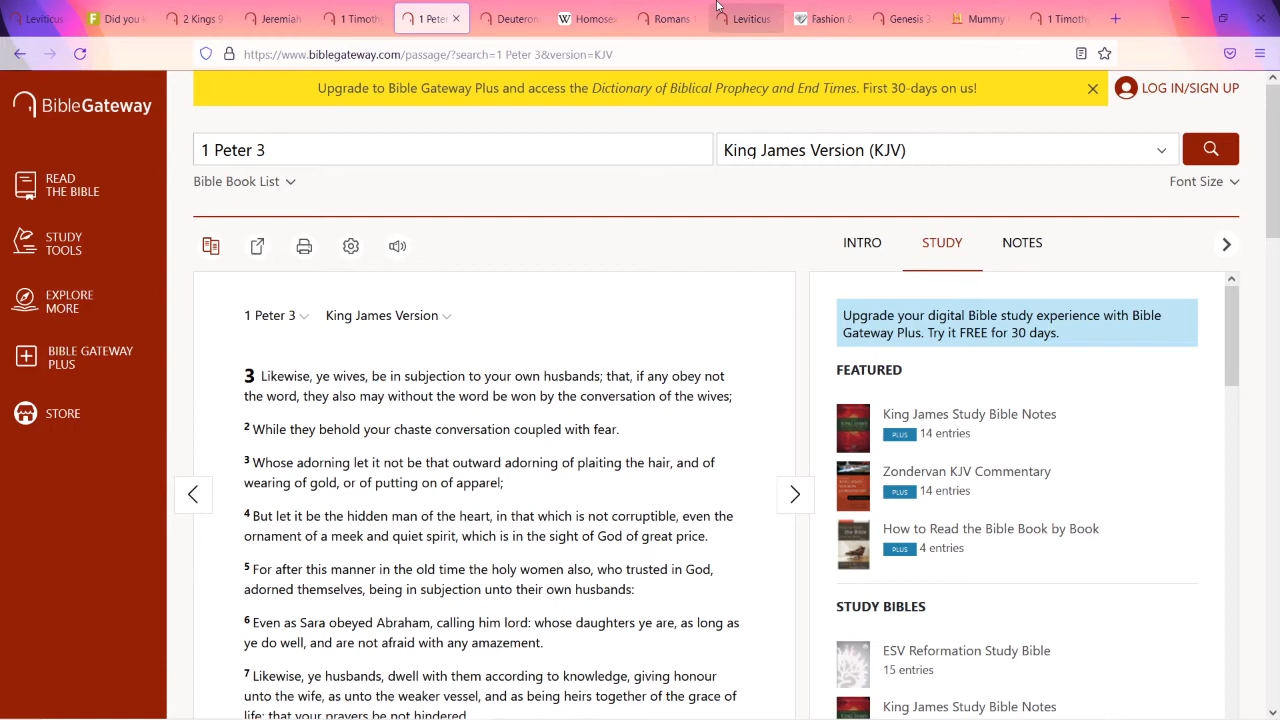 Leviticus
Did you k
2 Kings 9
Jeremiah
1 Timoth
1 Peter
Deutero
Homosex
Romans
Leviticus
Fashion &
Genesis 3
Mummy
1 Timoth
https://www.biblegateway.com/passage/?search=1 Peter 3&version=KJV
BibleGateway
Upgrade to Bible Gateway Plus and access the Dictionary of Biblical Prophecy and End Times. First 30-days on us!
LOG IN/SIGN UP
1 Peter 3
King James Version (KJV)
Bible Book List
Font Size
READ
THE BIBLE
STUDY
TOOLS
EXPLORE
MORE
BIBLE GATEWAY
PLUS
STORE
INTRO
STUDY
NOTES
1 Peter 3
King James Version
3 Likewise, ye wives, be in subjection to your own husbands; that, if any obey not
the word, they also may without the word be won by the conversation of the wives;
2 While they behold your chaste conversation coupled with fear.
3 Whose adorning let it not be that outward adorning of plaiting the hair, and of
wearing of gold, or of putting on of apparel;
4 But let it be the hidden man of the heart, in that which is not corruptible, even the
ornament of a meek and quiet spirit, which is in the sight of God of great price.
5 For after this manner in the old time the holy women also, who trusted in God,
adorned themselves, being in subjection unto their own husbands:
6 Even as Sara obeyed Abraham, calling him lord: whose daughters ye are, as long as
ye do well, and are not afraid with any amazement.
7 Likewise, ye husbands, dwell with them according to knowledge, giving honour
unto the wife, as unto the weaker vessel, and as being heirs together of the grace of
life; that your prayers be not hindered.
Upgrade your digital Bible study experience with Bible
Gateway Plus. Try it FREE for 30 days.
FEATURED
King James Study Bible Notes
PLUS 14 entries
Zondervan KJV Commentary
PLUS 14 entries
How to Read the Bible Book by Book
PLUS 4 entries
STUDY BIBLES
ESV Reformation Study Bible
15 entries
King James Study Bible Notes